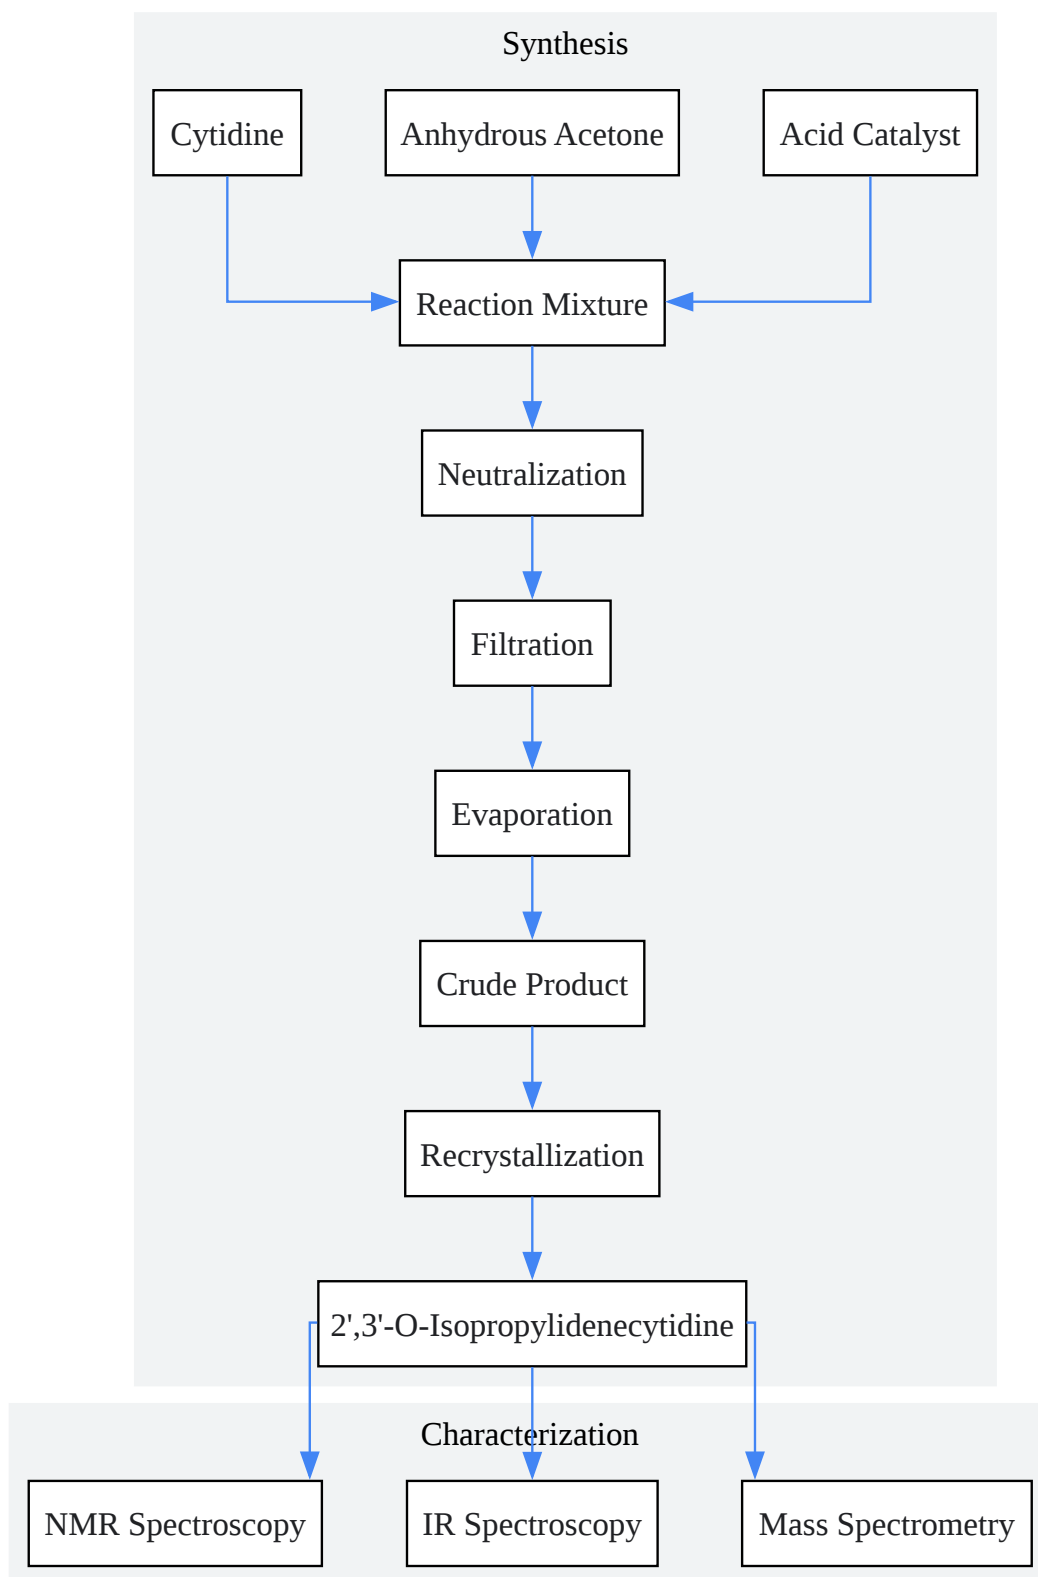 Synthesis
Cytidine
Anhydrous Acetone
Acid Catalyst
Reaction Mixture
Neutralization
Filtration
Evaporation
Crude Product
Recrystallization
2',3'-O-Isopropylidenecytidine
Characterization
NMR Spectroscopy
IR Spectroscopy
Mass Spectrometry